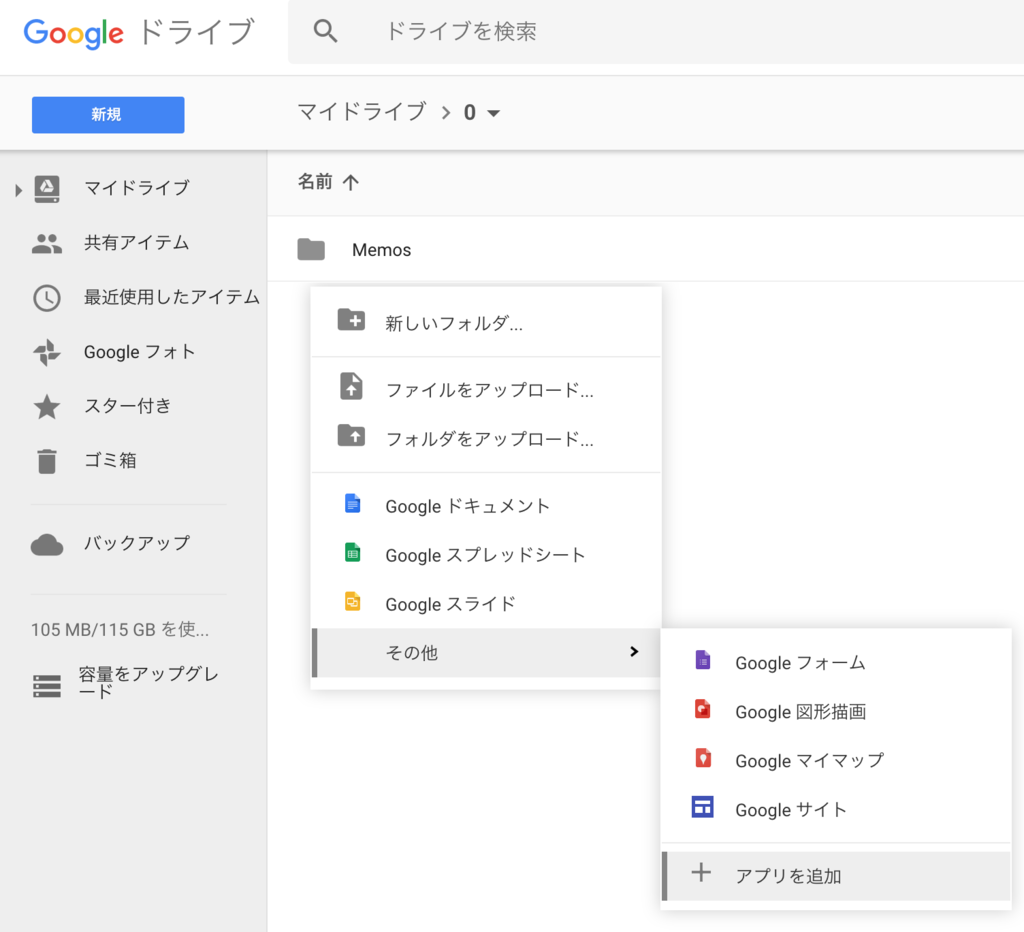 Google ドライブ
ドライブを検索
新規
マイドライブ > 0
マイドライブ
共有アイテム
最近使用したアイテム
Google フォト
スター付き
ゴミ箱
バックアップ
105 MB/115 GB を使...
容量をアップグレ
ード
名前 ↑
Memos
新しいフォルダ...
ファイルをアップロード...
フォルダをアップロード...
Google ドキュメント
Google スプレッドシート
Google スライド
その他
Google フォーム
Google 図形描画
Google マイマップ
Google サイト
アプリを追加